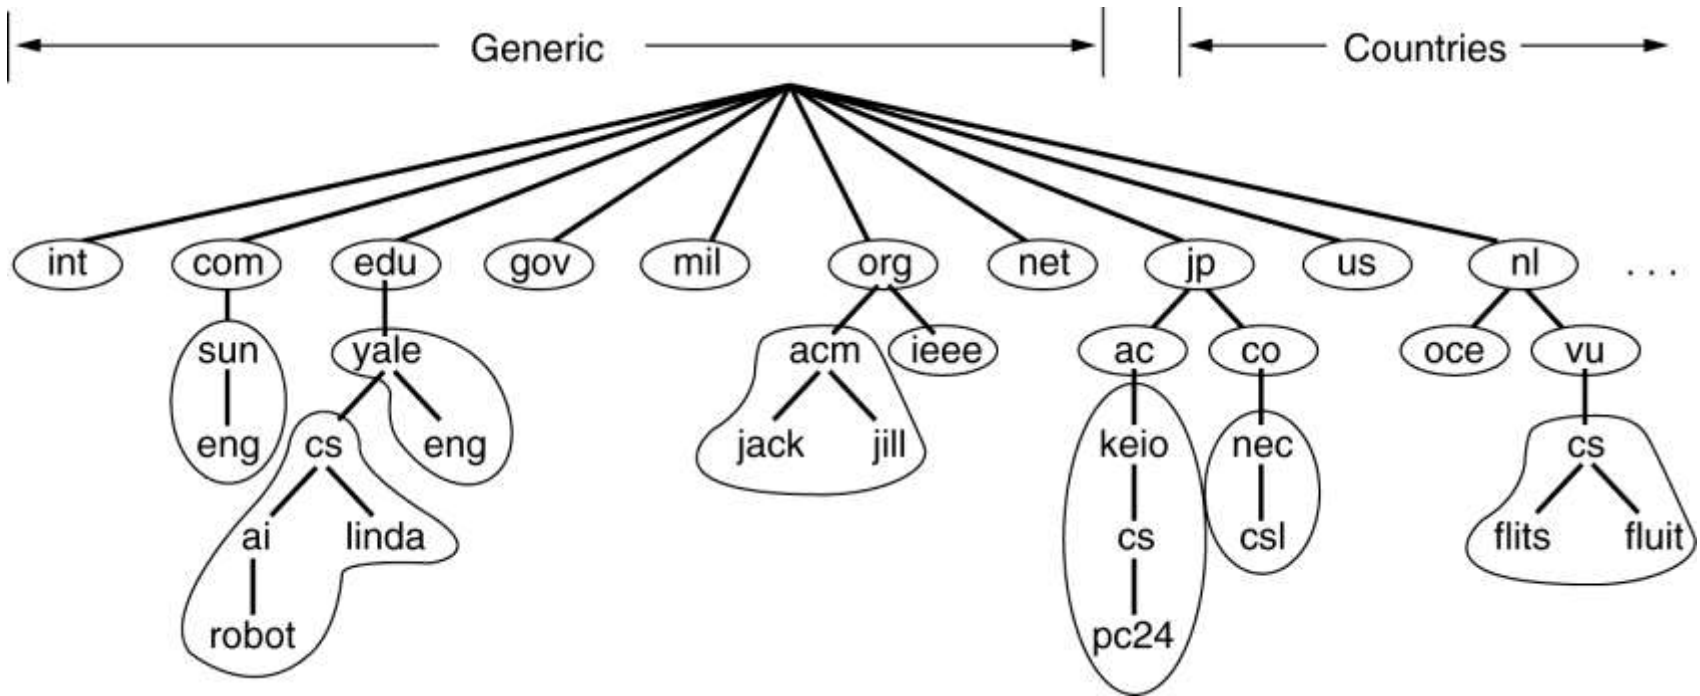 Generic Countries
int com edu gov mil org net jp us nl . . .
sun yale acm ieee ac co oce vu
eng cs eng jack jill keio nec cs
ai linda cs csl flits fluit
robot pc24